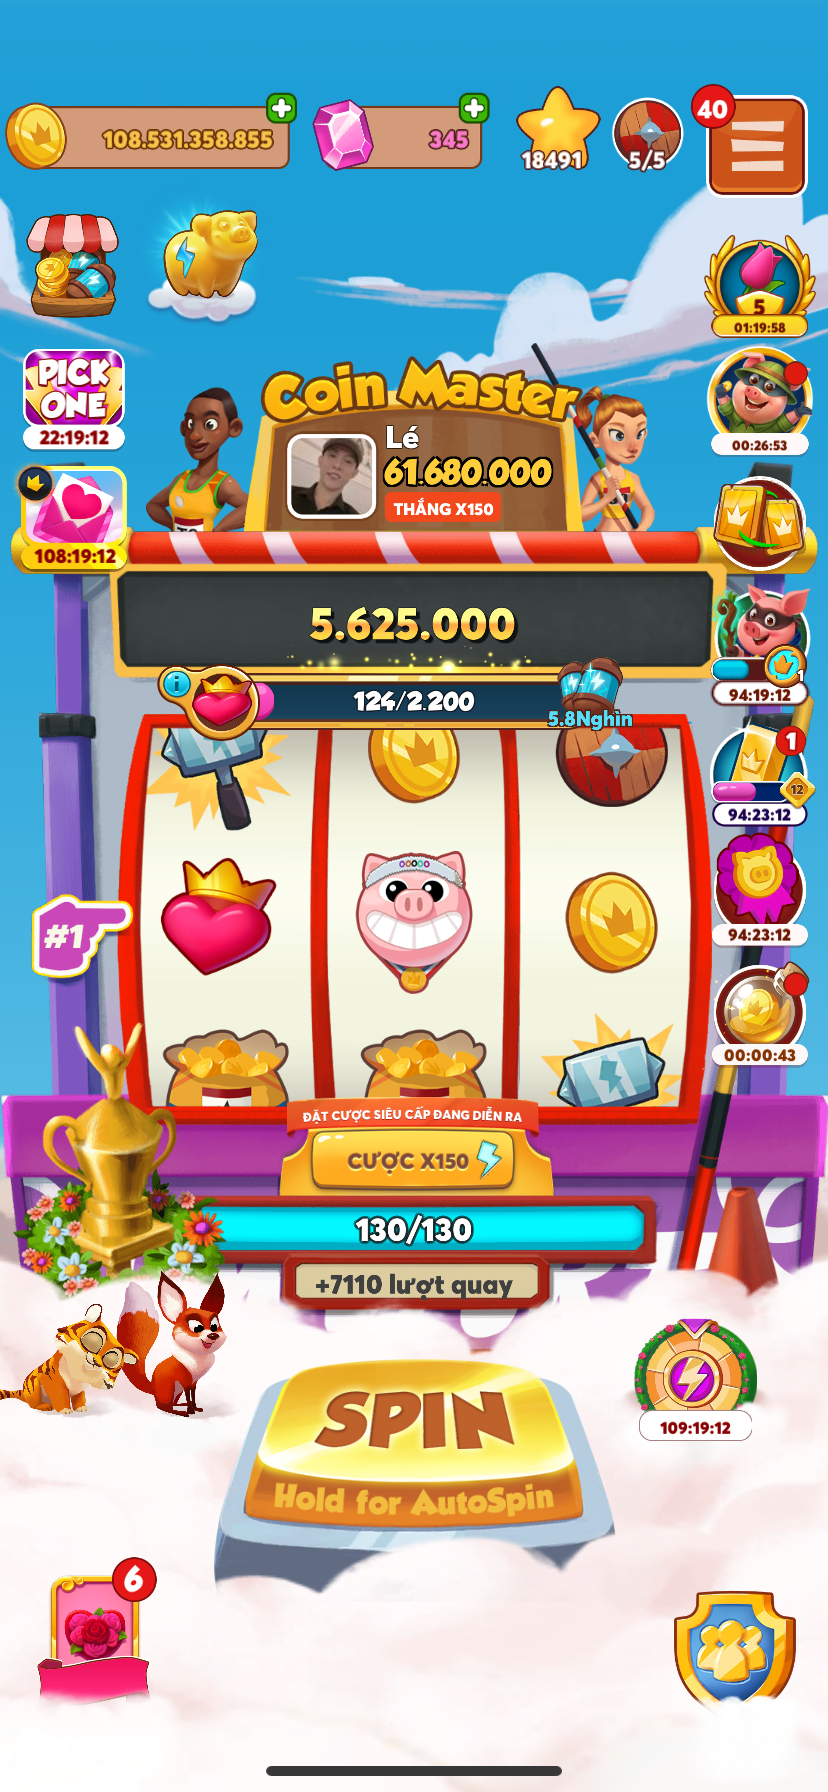 108.531.358.855
345
18491
5/5
40
5
01:19:58
PICK
ONE
22:19:12
00:26:53
Coin Master
Lé
61.680.000
THẮNG X150
108:19:12
5.625.000
124/2.200
5.8Nghìn
1
94:19:12
1
12
94:23:12
#1
94:23:12
00:00:43
ĐẶT CƯỢC SIÊU CẤP ĐANG DIỄN RA
CƯỢC X150
130/130
+7110 lượt quay
SPIN
Hold for AutoSpin
109:19:12
6